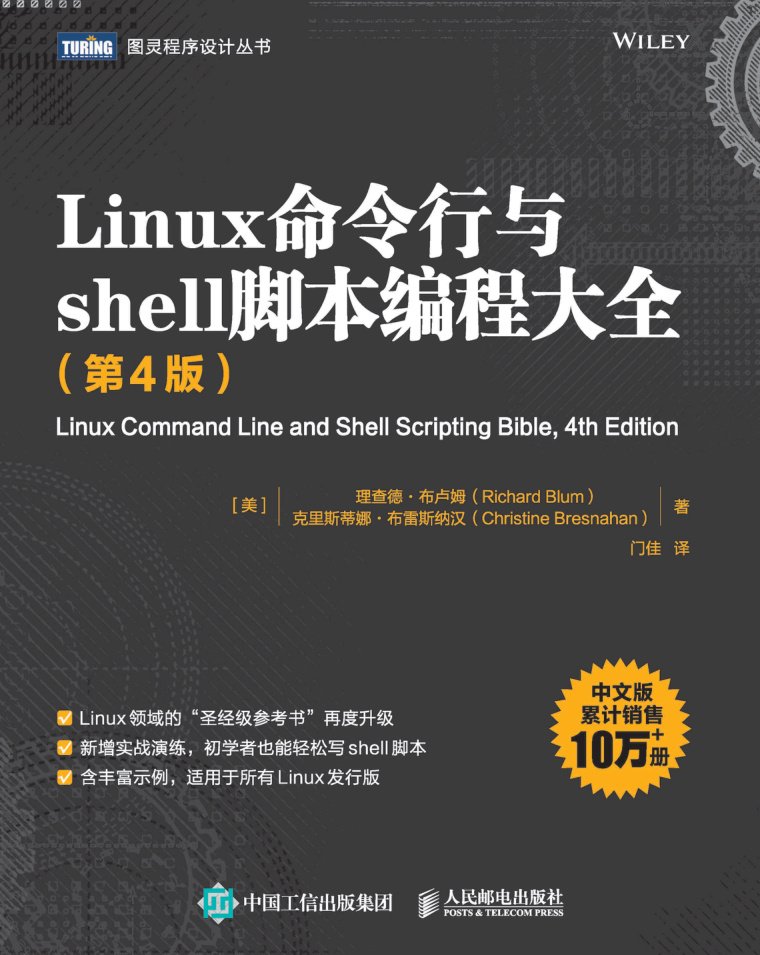 TURING 图灵程序设计丛书
WILEY
Linux命令行与
shell脚本编程大全
（第4版）
Linux Command Line and Shell Scripting Bible, 4th Edition
[美] 理查德·布卢姆（Richard Blum）
克里斯蒂娜·布雷斯纳汉（Christine Bresnahan） 著
门佳 译
Linux领域的“圣经级参考书”再度升级
新增实战演练，初学者也能轻松写shell脚本
含丰富示例，适用于所有Linux发行版
中文版
累计销售
10万+册
中国工信出版集团
人民邮电出版社
POSTS & TELECOM PRESS